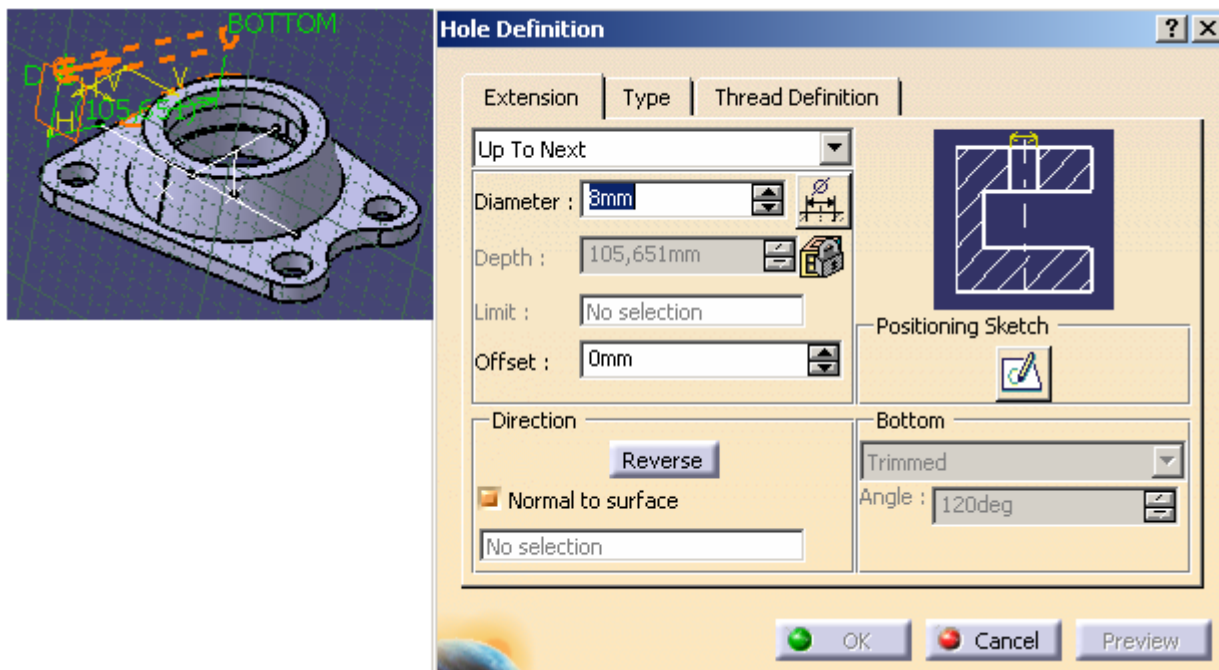 BOTTOM
D
H
V
V
(105,651)
H
Hole Definition
Extension
Type
Thread Definition
Up To Next
Diameter :
8mm
Depth :
105,651mm
Limit :
No selection
Offset :
0mm
Positioning Sketch
Direction
Reverse
Normal to surface
No selection
Bottom
Trimmed
Angle :
120deg
OK
Cancel
Preview